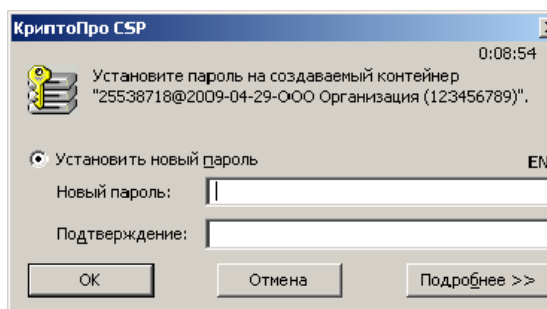 КриптоПро CSP
0:08:54
Установите пароль на создаваемый контейнер
"25538718@2009-04-29-ООО Организация (123456789)".
Установить новый пароль
EN
Новый пароль:
Подтверждение:
ОК
Отмена
Подробнее >>